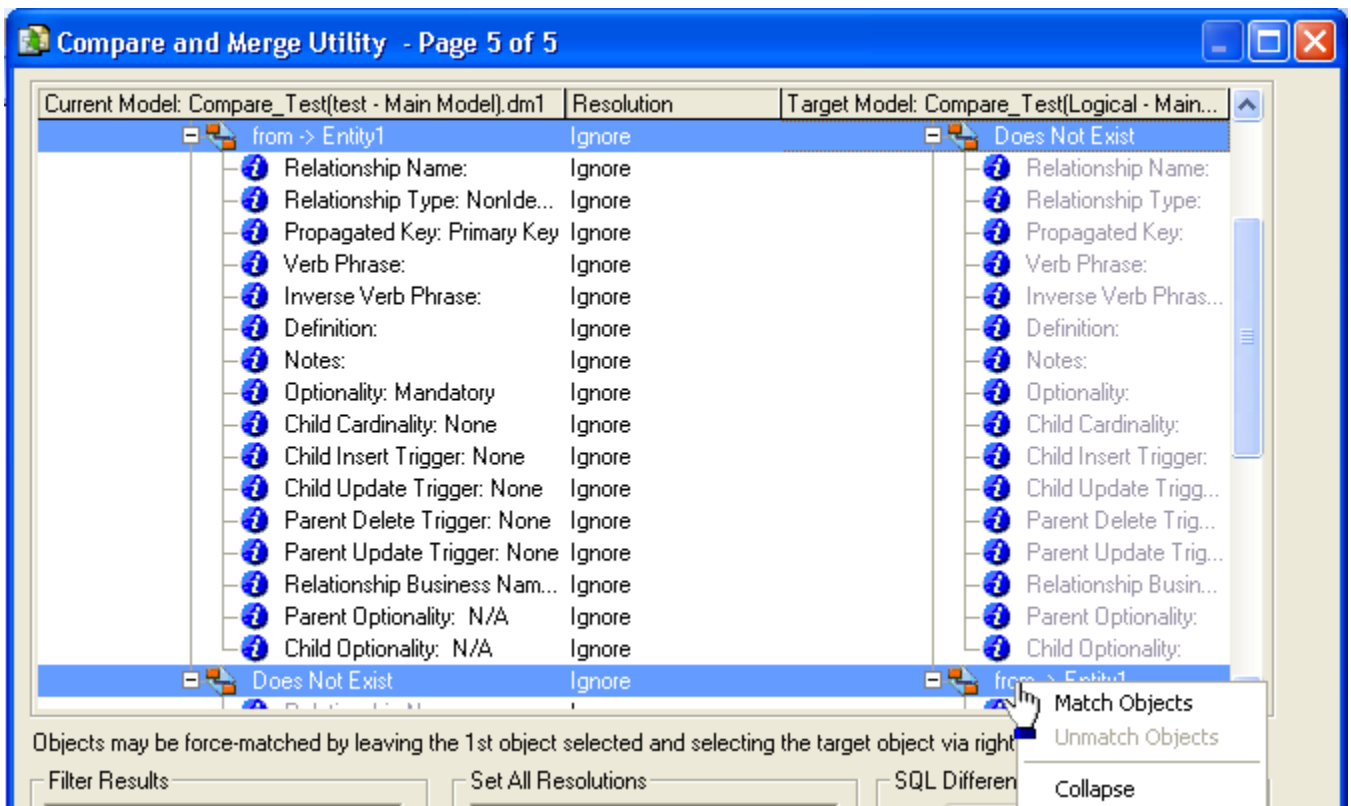 Compare and Merge Utility - Page 5 of 5
Current Model: Compare_Test(test - Main Model).dm1 Resolution Target Model: Compare_Test(Logical - Main...
from -> Entity1 Ignore Does Not Exist
Relationship Name: Ignore Relationship Name:
Relationship Type: NonIde... Ignore Relationship Type:
Propagated Key: Primary Key Ignore Propagated Key:
Verb Phrase: Ignore Verb Phrase:
Inverse Verb Phrase: Ignore Inverse Verb Phras...
Definition: Ignore Definition:
Notes: Ignore Notes:
Optionality: Mandatory Ignore Optionality:
Child Cardinality: None Ignore Child Cardinality:
Child Insert Trigger: None Ignore Child Insert Trigger:
Child Update Trigger: None Ignore Child Update Trigg...
Parent Delete Trigger: None Ignore Parent Delete Trig...
Parent Update Trigger: None Ignore Parent Update Trig...
Relationship Business Nam... Ignore Relationship Busin...
Parent Optionality: N/A Ignore Parent Optionality:
Child Optionality: N/A Ignore Child Optionality:
Does Not Exist Ignore from -> Entity1
Match Objects
Unmatch Objects
Collapse
Objects may be force-matched by leaving the 1st object selected and selecting the target object via right
Filter Results Set All Resolutions SQL Differen